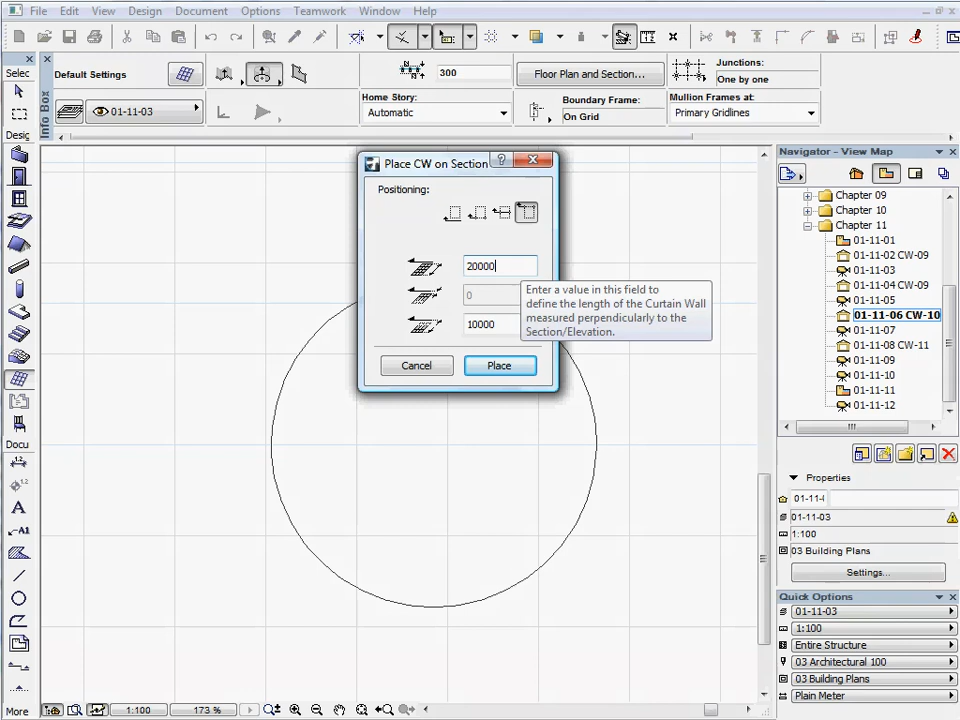 File Edit View Design Document Options Teamwork Window Help
Selec
Default Settings
300
Floor Plan and Section...
Junctions:
One by one
Info Box
01-11-03
Home Story:
Automatic
Boundary Frame:
On Grid
Mullion Frames at:
Primary Gridlines
Desig
Place CW on Section
Positioning:
20000
0
10000
Cancel
Place
Enter a value in this field to
define the length of the Curtain Wall
measured perpendicularly to the
Section/Elevation.
Navigator - View Map
Chapter 09
Chapter 10
Chapter 11
01-11-01
01-11-02 CW-09
01-11-03
01-11-04 CW-09
01-11-05
01-11-06 CW-10
01-11-07
01-11-08 CW-11
01-11-09
01-11-10
01-11-11
01-11-12
Properties
01-11-(
01-11-03
1:100
03 Building Plans
Settings...
Quick Options
01-11-03
1:100
Entire Structure
03 Architectural 100
03 Building Plans
Plain Meter
Docu
A
A1
More
1:100
173 %